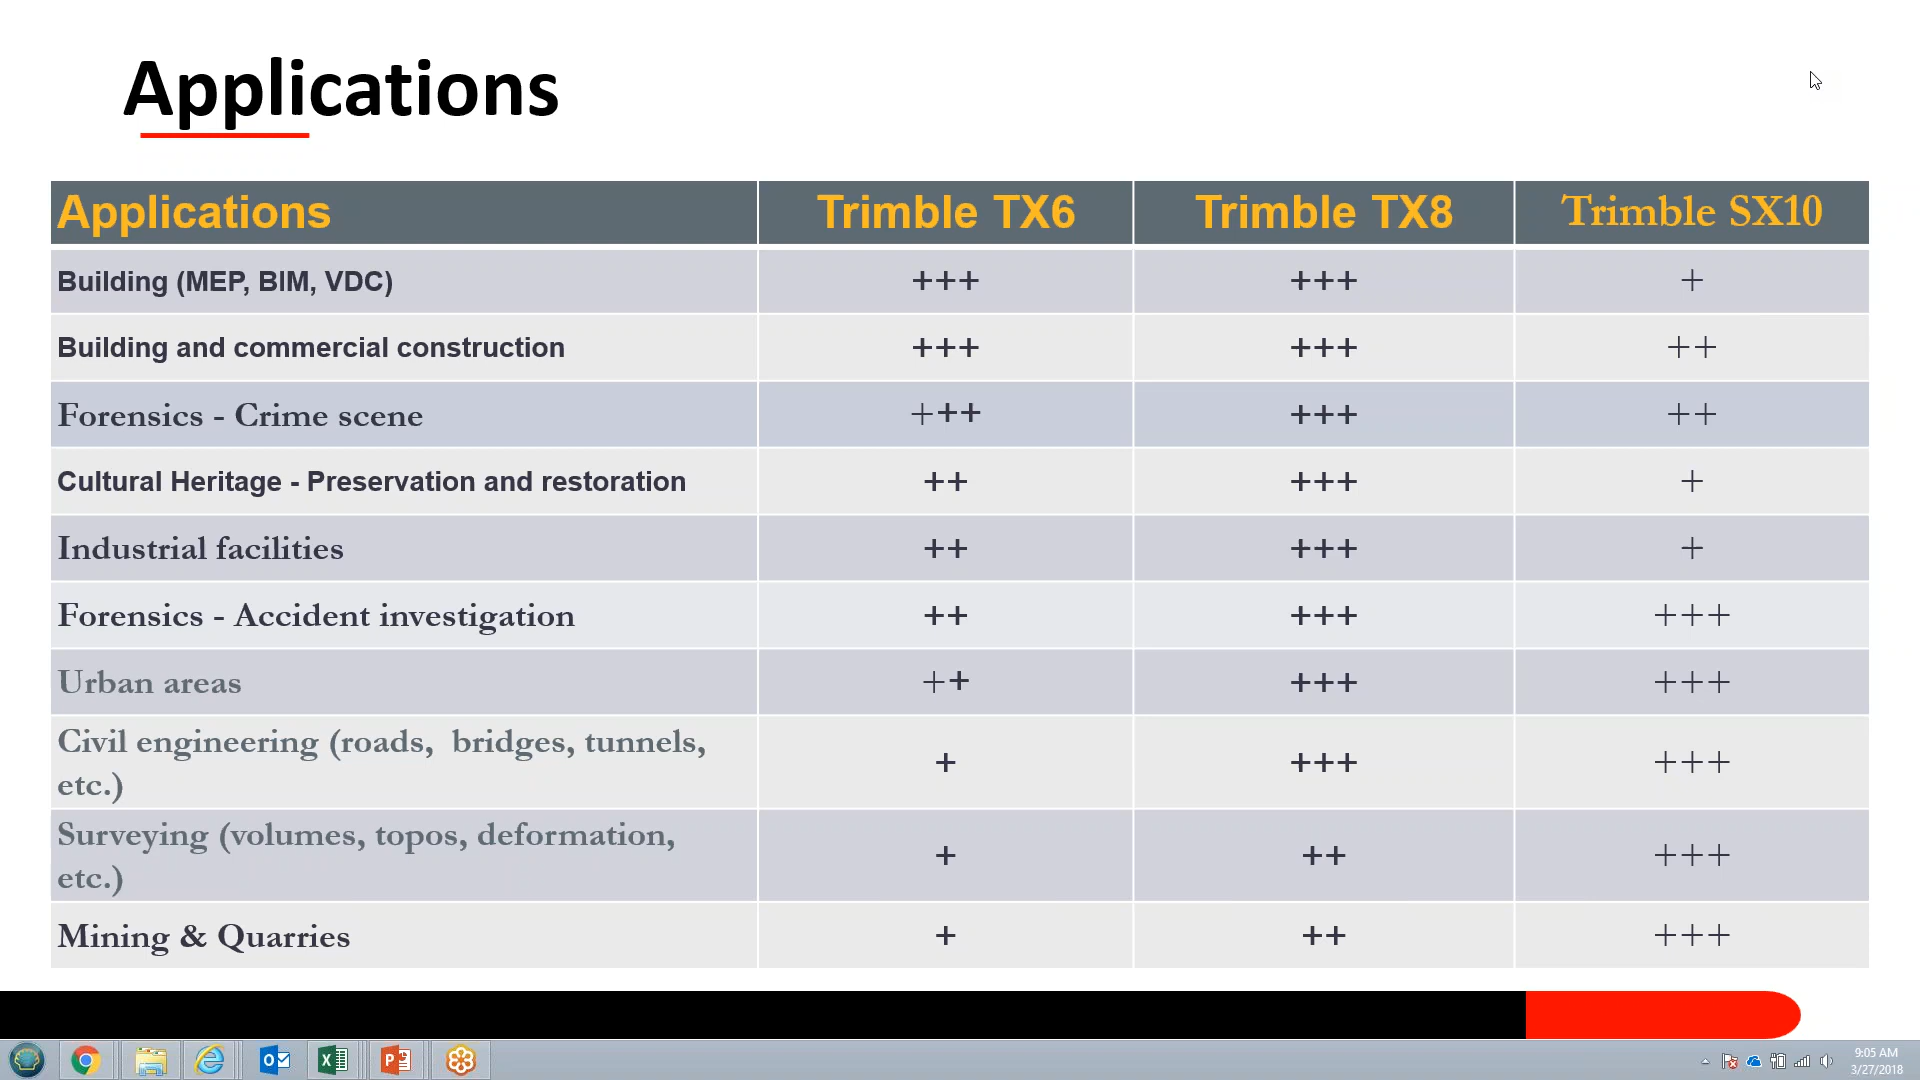 Applications
Applications Trimble TX6 Trimble TX8 Trimble SX10
Building (MEP, BIM, VDC) +++ +++ +
Building and commercial construction +++ +++ ++
Forensics - Crime scene +++ +++ ++
Cultural Heritage - Preservation and restoration ++ +++ +
Industrial facilities ++ +++ +
Forensics - Accident investigation ++ +++ +++
Urban areas ++ +++ +++
Civil engineering (roads,  bridges, tunnels,
etc.) + +++ +++
Surveying (volumes, topos, deformation,
etc.) + ++ +++
Mining & Quarries + ++ +++
9:05 AM
3/27/2018